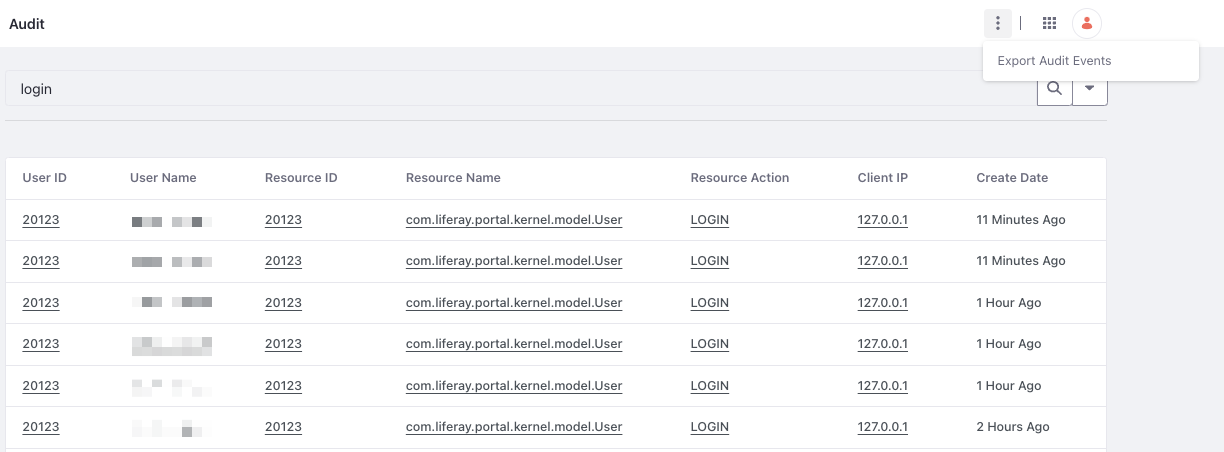 Audit
Export Audit Events
login
User ID User Name Resource ID Resource Name Resource Action Client IP Create Date
20123 20123 com.liferay.portal.kernel.model.User LOGIN 127.0.0.1 11 Minutes Ago
20123 20123 com.liferay.portal.kernel.model.User LOGIN 127.0.0.1 11 Minutes Ago
20123 20123 com.liferay.portal.kernel.model.User LOGIN 127.0.0.1 1 Hour Ago
20123 20123 com.liferay.portal.kernel.model.User LOGIN 127.0.0.1 1 Hour Ago
20123 20123 com.liferay.portal.kernel.model.User LOGIN 127.0.0.1 1 Hour Ago
20123 20123 com.liferay.portal.kernel.model.User LOGIN 127.0.0.1 2 Hours Ago